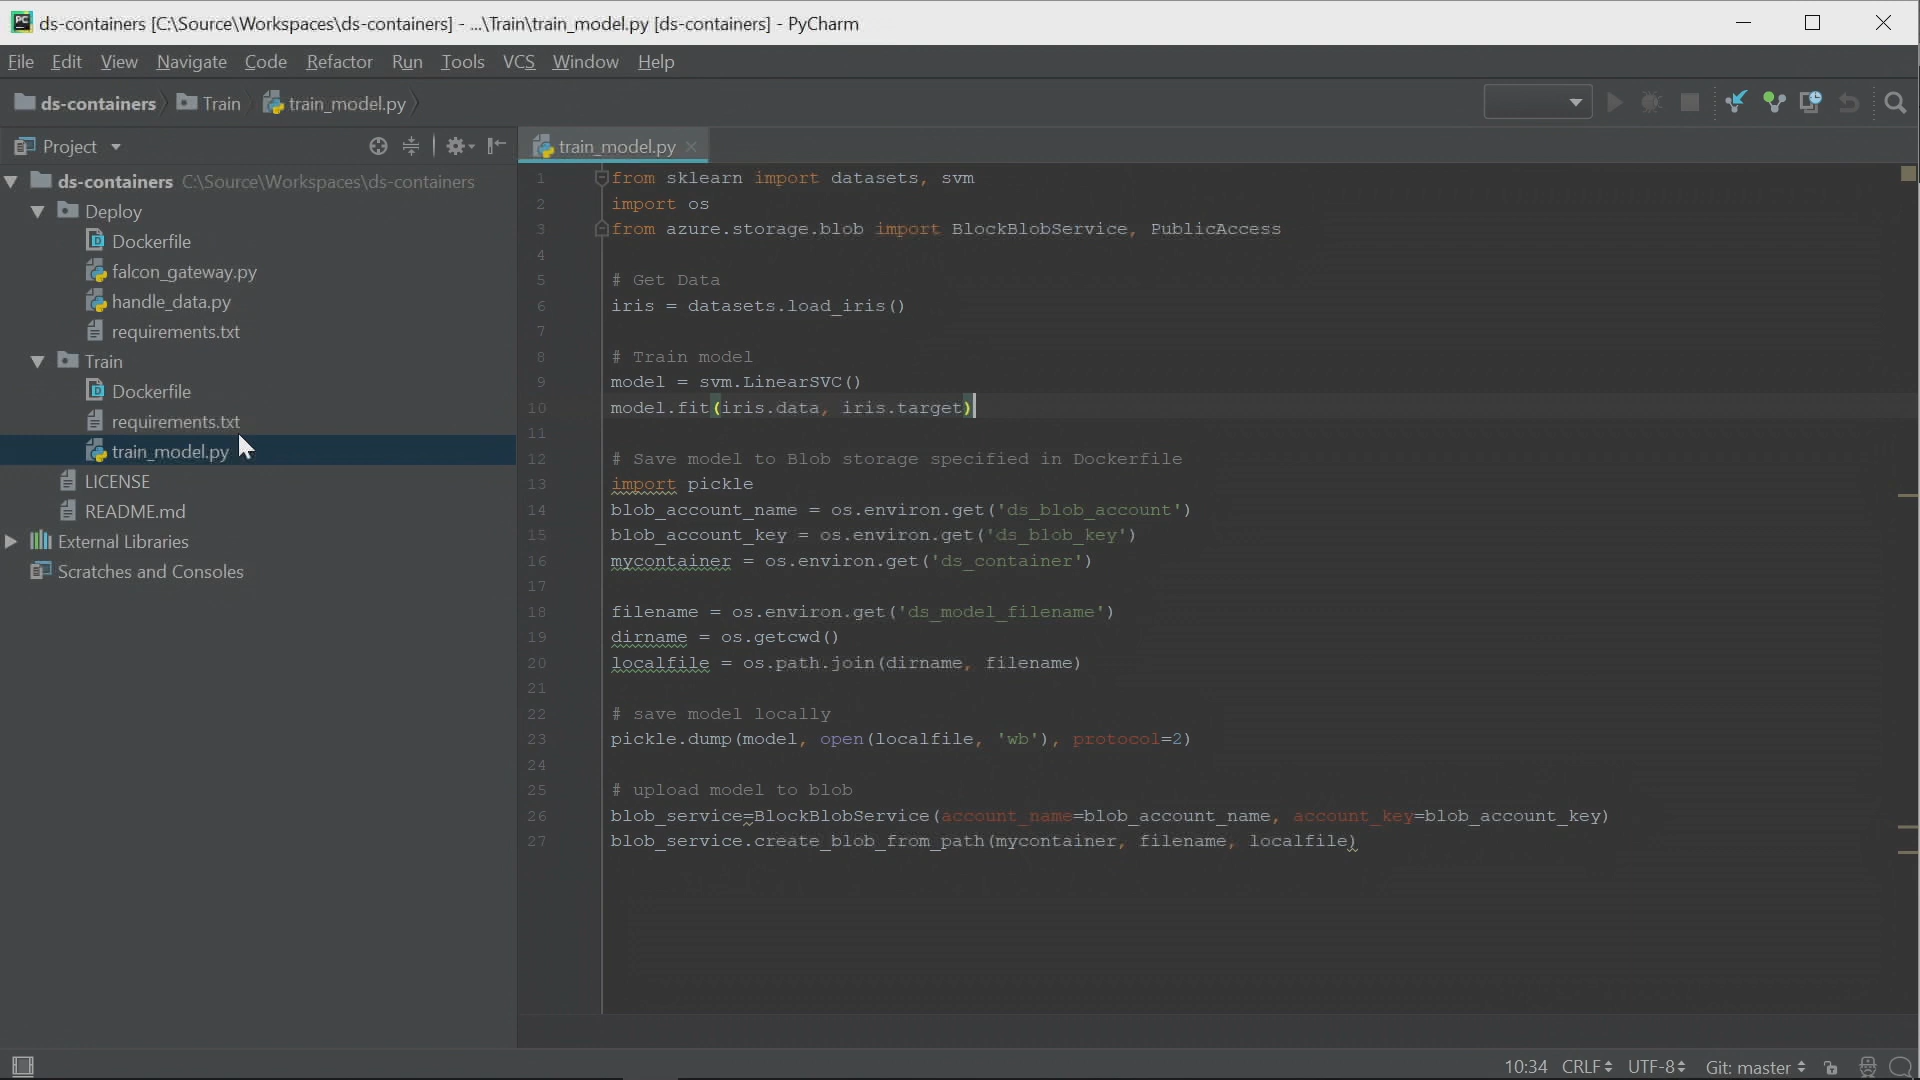 ds-containers [C:\Source\Workspaces\ds-containers] - ...\Train\train_model.py [ds-containers] - PyCharm
File Edit View Navigate Code Refactor Run Tools VCS Window Help
ds-containers Train train_model.py
Project
train_model.py
ds-containers C:\Source\Workspaces\ds-containers
Deploy
Dockerfile
falcon_gateway.py
handle_data.py
requirements.txt
Train
Dockerfile
requirements.txt
train_model.py
LICENSE
README.md
External Libraries
Scratches and Consoles
1 from sklearn import datasets, svm
2 import os
3 from azure.storage.blob import BlockBlobService, PublicAccess
4
5 # Get Data
6 iris = datasets.load_iris()
7
8 # Train model
9 model = svm.LinearSVC()
10 model.fit(iris.data, iris.target)
11
12 # Save model to Blob storage specified in Dockerfile
13 import pickle
14 blob_account_name = os.environ.get('ds_blob_account')
15 blob_account_key = os.environ.get('ds_blob_key')
16 mycontainer = os.environ.get('ds_container')
17
18 filename = os.environ.get('ds_model_filename')
19 dirname = os.getcwd()
20 localfile = os.path.join(dirname, filename)
21
22 # save model locally
23 pickle.dump(model, open(localfile, 'wb'), protocol=2)
24
25 # upload model to blob
26 blob_service=BlockBlobService(account_name=blob_account_name, account_key=blob_account_key)
27 blob_service.create_blob_from_path(mycontainer, filename, localfile)
10:34 CRLF UTF-8 Git: master